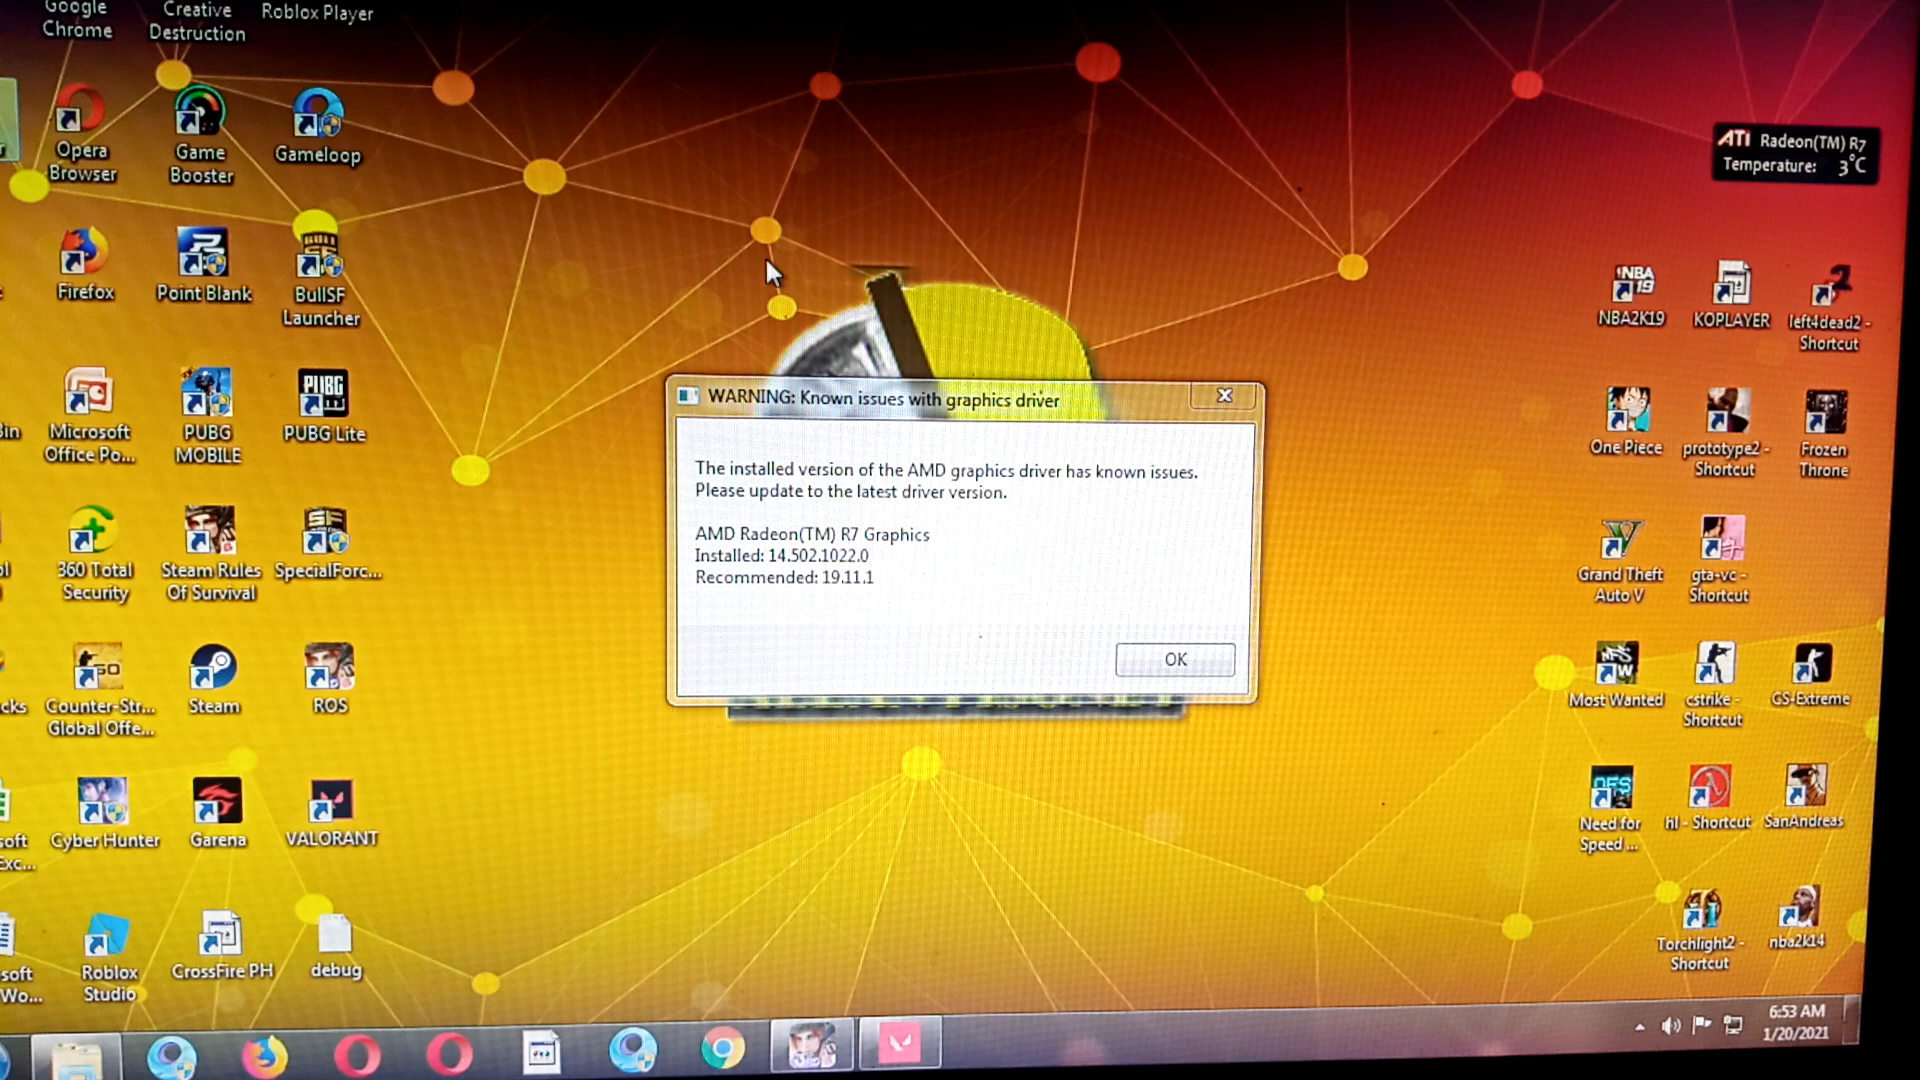 Google
Chrome
Creative
Destruction
Roblox Player
Opera
Browser
Game
Booster
Gameloop
ATI Radeon(TM) R7
Temperature: 3°C
Firefox
Point Blank
BullSF
Launcher
NBA
19
NBA2K19
KOPLAYER
left4dead2 -
Shortcut
Microsoft
Office Po...
PUBG
MOBILE
PUBG
PUBG Lite
WARNING: Known issues with graphics driver
The installed version of the AMD graphics driver has known issues.
Please update to the latest driver version.
AMD Radeon(TM) R7 Graphics
Installed: 14.502.1022.0
Recommended: 19.11.1
OK
One Piece
prototype2 -
Shortcut
Frozen
Throne
360 Total
Security
Steam Rules
Of Survival
SF
SpecialForc...
Grand Theft
Auto V
gta-vc -
Shortcut
Counter-Str...
Global Offe...
Steam
ROS
Most Wanted
cstrike -
Shortcut
CS-Extreme
Cyber Hunter
Garena
VALORANT
Need for
Speed ...
hl - Shortcut
SanAndreas
Roblox
Studio
CrossFire PH
debug
Torchlight2 -
Shortcut
nba2k14
6:53 AM
1/20/2021